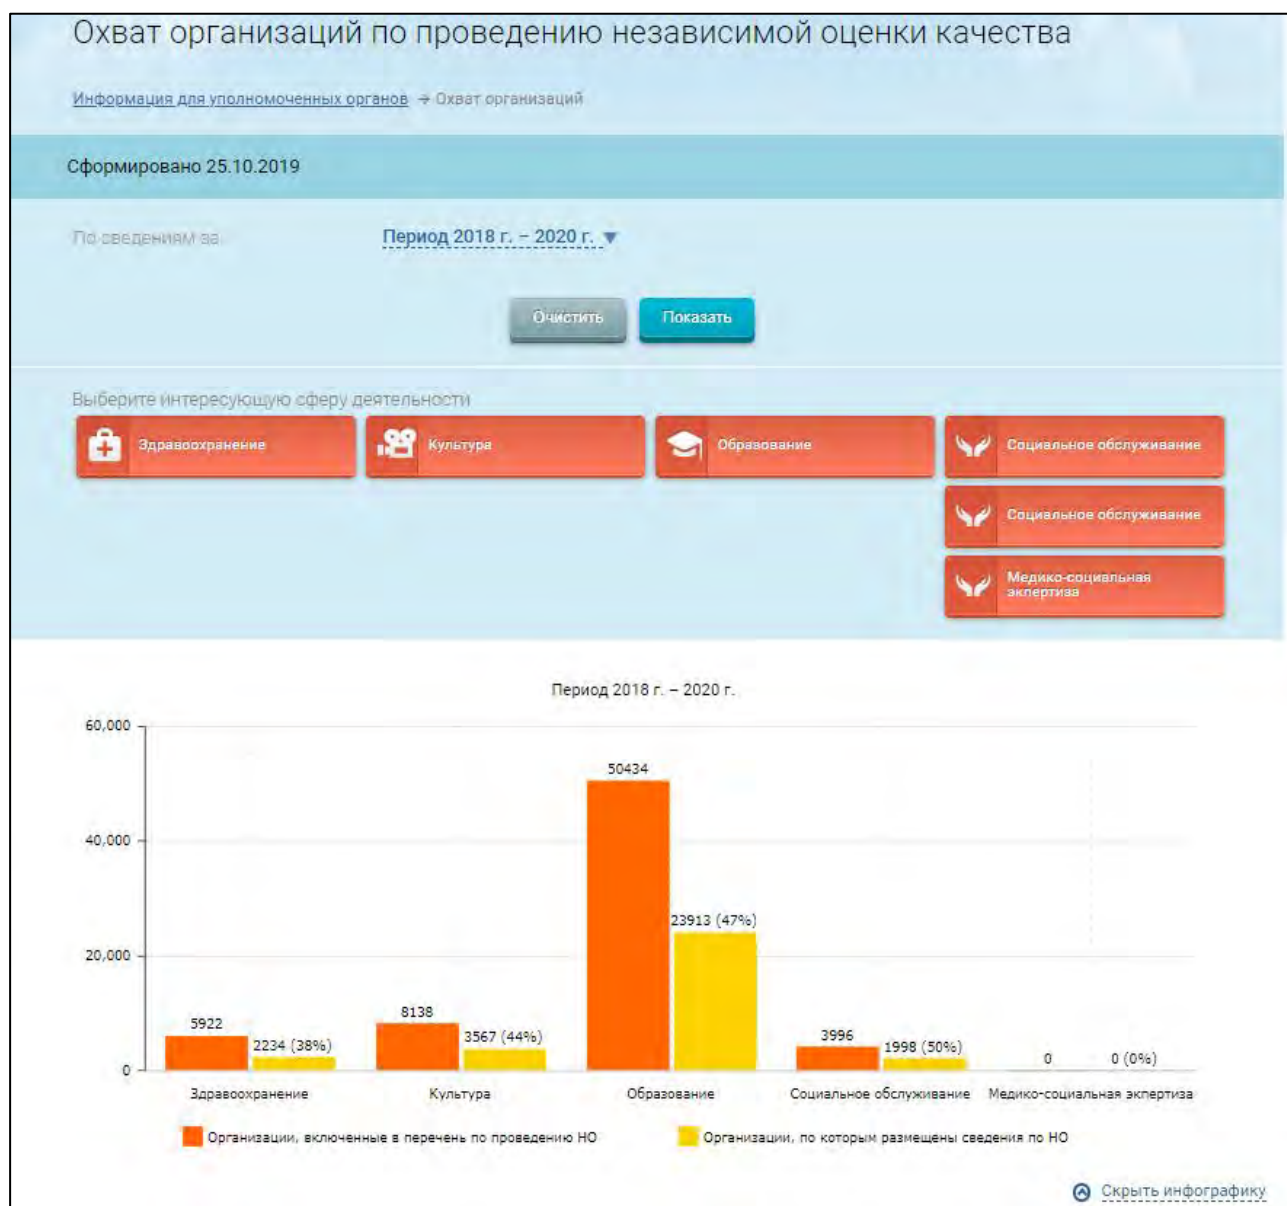 Охват организаций по проведению независимой оценки качества
Информация для уполномоченных органов → Охват организаций
Сформировано 25.10.2019
По сведениям за: Период 2018 г. – 2020 г. ▼
Очистить Показать
Выберите интересующую сферу деятельности
Здравоохранение Культура Образование Социальное обслуживание
Социальное обслуживание
Медико-социальная
экпертиза
Период 2018 г. – 2020 г.
60,000
50434
40,000
23913 (47%)
20,000
5922 2234 (38%) 8138 3567 (44%) 3996 1998 (50%) 0 0 (0%)
0
Здравоохранение Культура Образование Социальное обслуживание Медико-социальная экпертиза
Организации, включенные в перечень по проведению НО Организации, по которым размещены сведения по НО
Скрыть инфографику